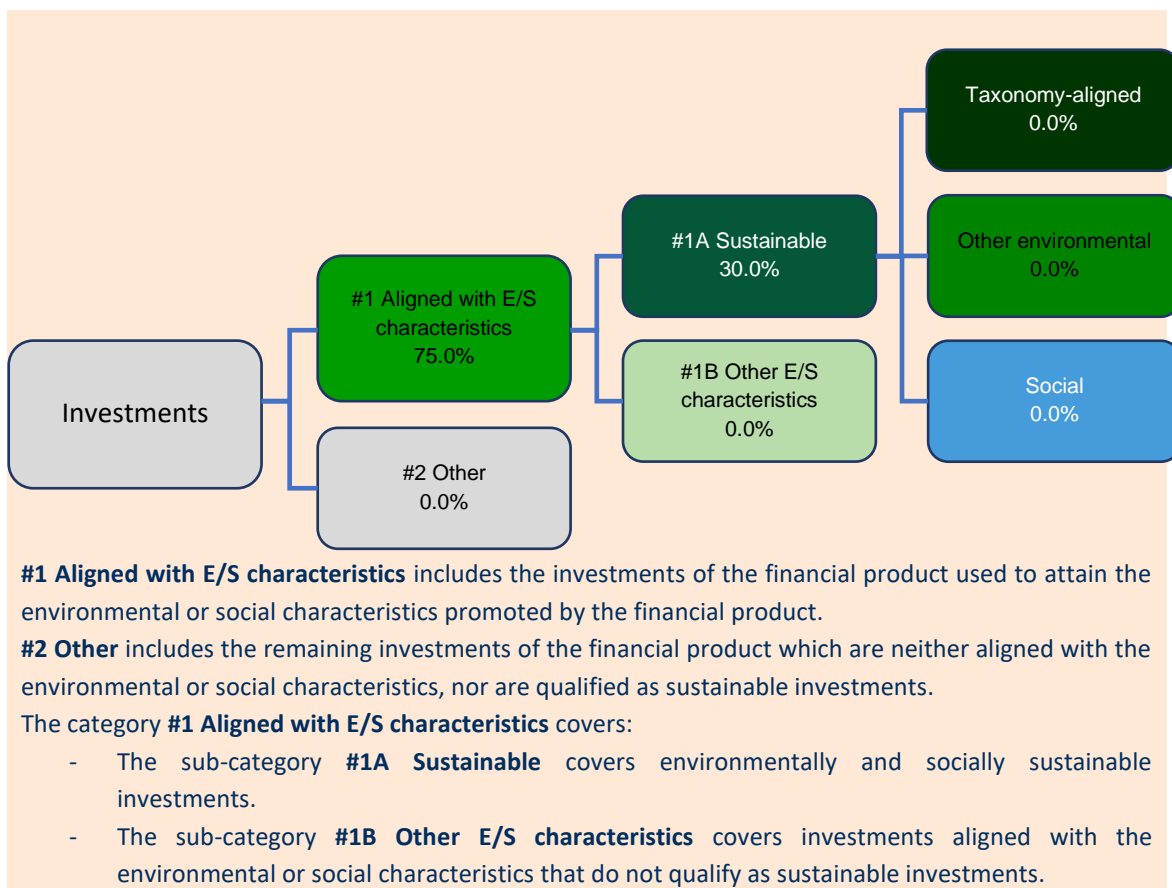 Taxonomy-aligned
0.0%
#1A Sustainable
30.0%
Other environmental
0.0%
#1 Aligned with E/S
characteristics
75.0%
#1B Other E/S
characteristics
0.0%
Social
0.0%
Investments
#2 Other
0.0%
#1 Aligned with E/S characteristics includes the investments of the financial product used to attain the
environmental or social characteristics promoted by the financial product.
#2 Other includes the remaining investments of the financial product which are neither aligned with the
environmental or social characteristics, nor are qualified as sustainable investments.
The category #1 Aligned with E/S characteristics covers:
- The sub-category #1A Sustainable covers environmentally and socially sustainable
investments.
- The sub-category #1B Other E/S characteristics covers investments aligned with the
environmental or social characteristics that do not qualify as sustainable investments.